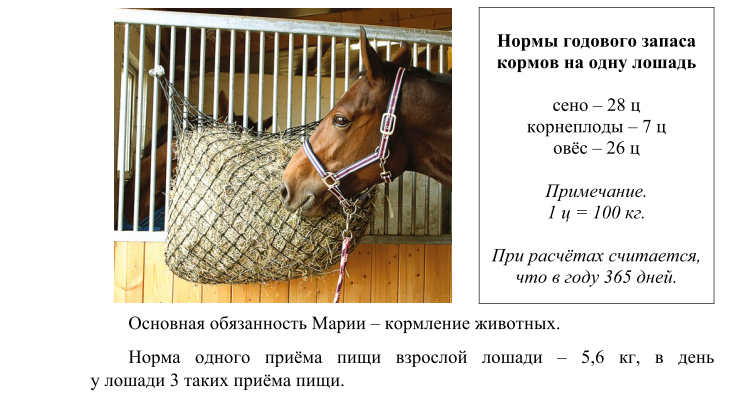 Нормы годового запаса
кормов на одну лошадь
сено – 28 ц
корнеплоды – 7 ц
овёс – 26 ц
Примечание.
1 ц = 100 кг.
При расчётах считается,
что в году 365 дней.
Основная обязанность Марии – кормление животных.
Норма одного приёма пищи взрослой лошади – 5,6 кг, в день
у лошади 3 таких приёма пищи.